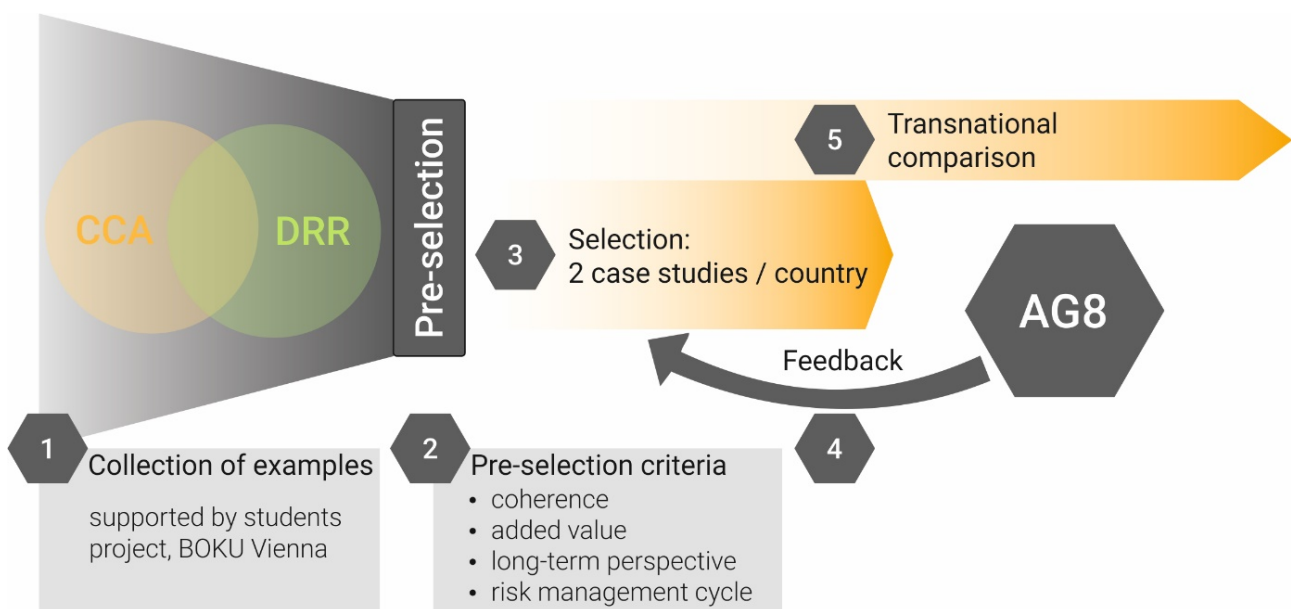 CCA
DRR
Pre-selection
1
Collection of examples
supported by students
project, BOKU Vienna
2
Pre-selection criteria
• coherence
• added value
• long-term perspective
• risk management cycle
3
Selection:
2 case studies / country
4
Feedback
AG8
5
Transnational
comparison